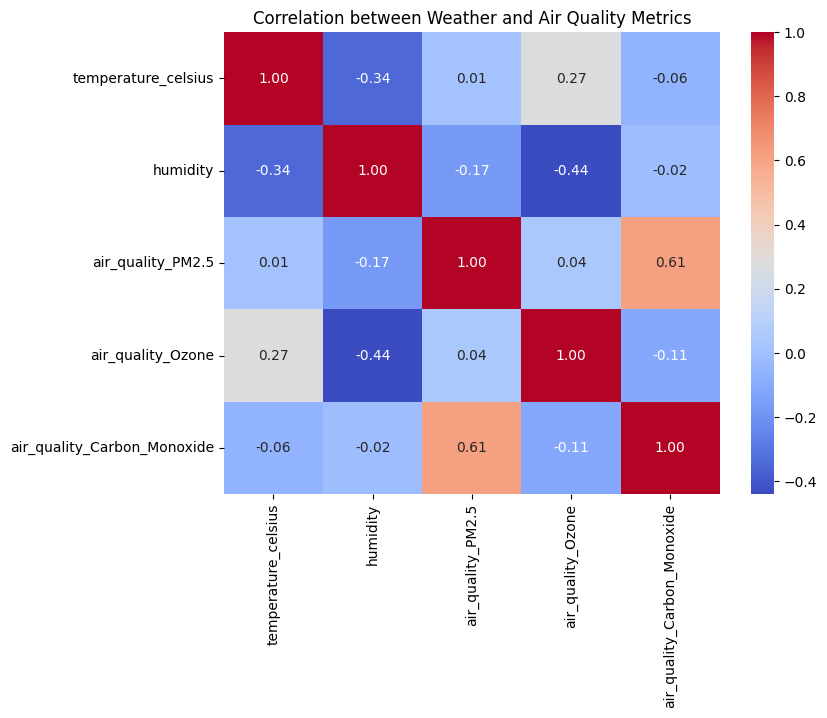 Correlation between Weather and Air Quality Metrics
temperature_celsius 1.00 -0.34 0.01 0.27 -0.06
humidity -0.34 1.00 -0.17 -0.44 -0.02
air_quality_PM2.5 0.01 -0.17 1.00 0.04 0.61
air_quality_Ozone 0.27 -0.44 0.04 1.00 -0.11
air_quality_Carbon_Monoxide -0.06 -0.02 0.61 -0.11 1.00
temperature_celsius
humidity
air_quality_PM2.5
air_quality_Ozone
air_quality_Carbon_Monoxide
1.0
0.8
0.6
0.4
0.2
0.0
−0.2
−0.4